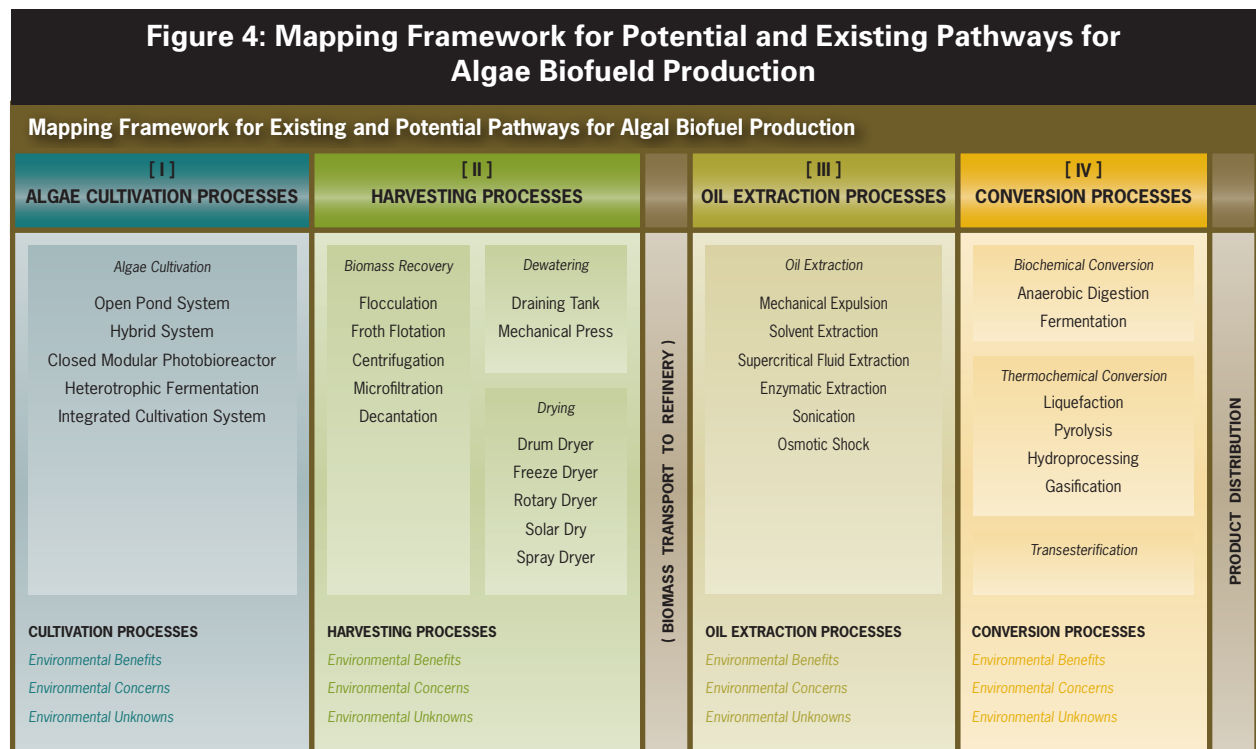 Figure 4: Mapping Framework for Potential and Existing Pathways for
Algae Biofueld Production
Mapping Framework for Existing and Potential Pathways for Algal Biofuel Production
[ I ]
ALGAE CULTIVATION PROCESSES
Algae Cultivation
Open Pond System
Hybrid System
Closed Modular Photobioreactor
Heterotrophic Fermentation
Integrated Cultivation System
CULTIVATION PROCESSES
Environmental Benefits
Environmental Concerns
Environmental Unknowns
[ II ]
HARVESTING PROCESSES
Biomass Recovery
Flocculation
Froth Flotation
Centrifugation
Microfiltration
Decantation
Dewatering
Draining Tank
Mechanical Press
Drying
Drum Dryer
Freeze Dryer
Rotary Dryer
Solar Dry
Spray Dryer
HARVESTING PROCESSES
Environmental Benefits
Environmental Concerns
Environmental Unknowns
( BIOMASS TRANSPORT TO REFINERY )
[ III ]
OIL EXTRACTION PROCESSES
Oil Extraction
Mechanical Expulsion
Solvent Extraction
Supercritical Fluid Extraction
Enzymatic Extraction
Sonication
Osmotic Shock
OIL EXTRACTION PROCESSES
Environmental Benefits
Environmental Concerns
Environmental Unknowns
[ IV ]
CONVERSION PROCESSES
Biochemical Conversion
Anaerobic Digestion
Fermentation
Thermochemical Conversion
Liquefaction
Pyrolysis
Hydroprocessing
Gasification
Transesterification
CONVERSION PROCESSES
Environmental Benefits
Environmental Concerns
Environmental Unknowns
PRODUCT DISTRIBUTION